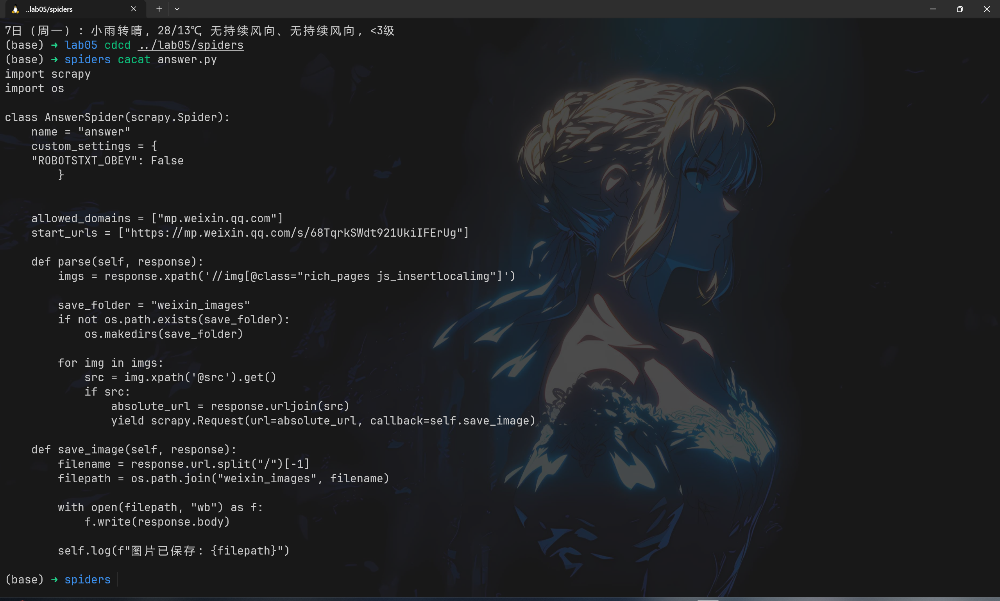 ..lab05/spiders
7日（周一）：小雨转晴，28/13℃，无持续风向、无持续风向，<3级
(base) ➜ lab05 cdcd ../lab05/spiders
(base) ➜ spiders cacat answer.py
import scrapy
import os
class AnswerSpider(scrapy.Spider):
    name = "answer"
    custom_settings = {
    "ROBOTSTXT_OBEY": False
        }
    allowed_domains = ["mp.weixin.qq.com"]
    start_urls = ["https://mp.weixin.qq.com/s/68TqrkSWdt921UkiIFErUg"]
    def parse(self, response):
        imgs = response.xpath('//img[@class="rich_pages js_insertlocalimg"]')
        save_folder = "weixin_images"
        if not os.path.exists(save_folder):
            os.makedirs(save_folder)
        for img in imgs:
            src = img.xpath('@src').get()
            if src:
                absolute_url = response.urljoin(src)
                yield scrapy.Request(url=absolute_url, callback=self.save_image)
    def save_image(self, response):
        filename = response.url.split("/")[-1]
        filepath = os.path.join("weixin_images", filename)
        with open(filepath, "wb") as f:
            f.write(response.body)
        self.log(f"图片已保存: {filepath}")
(base) ➜ spiders